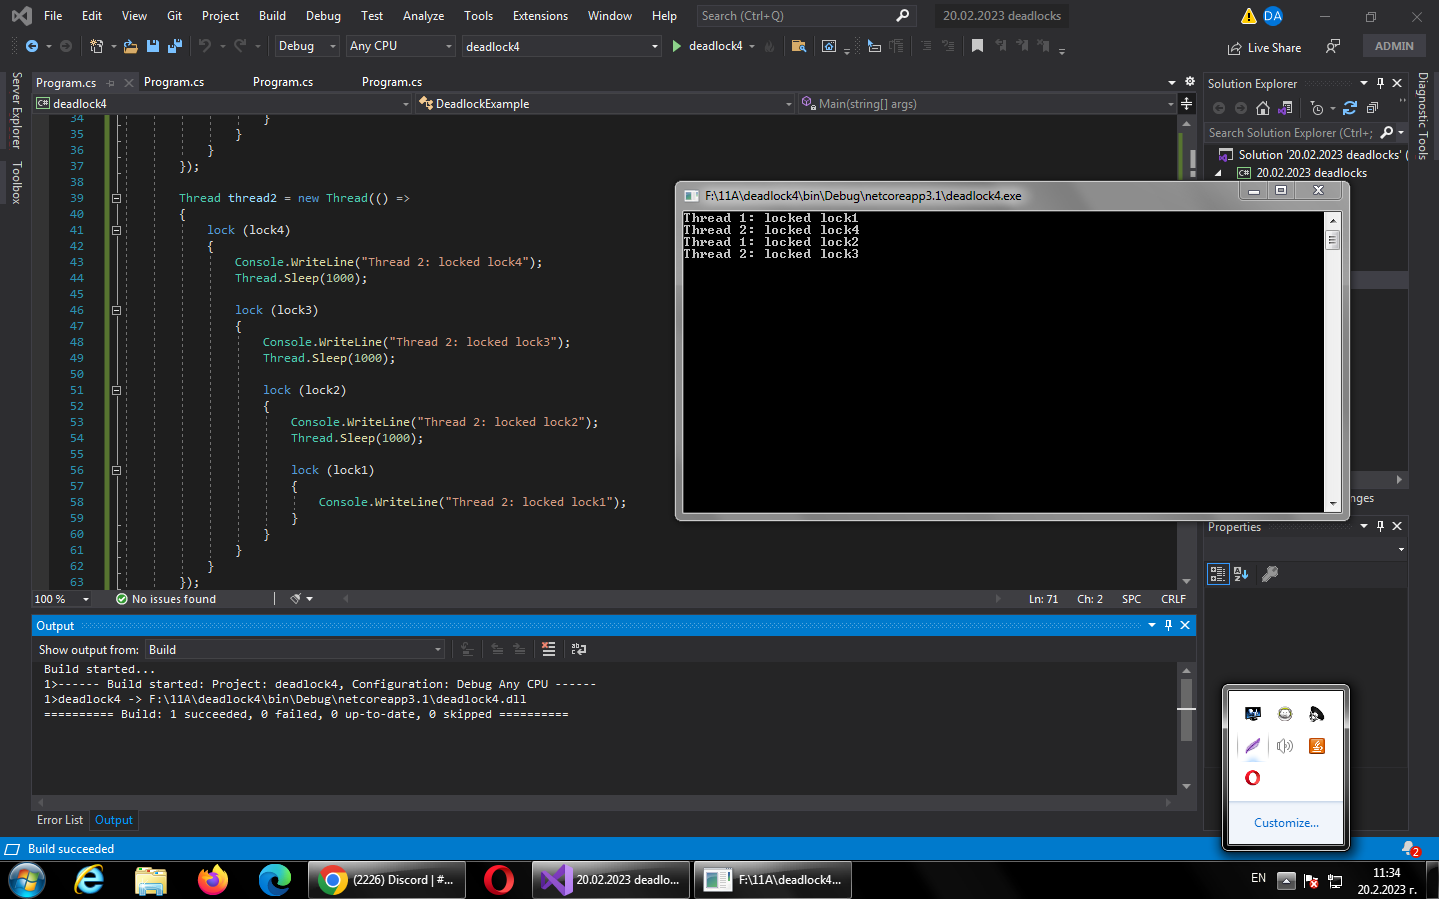 File Edit View Git Project Build Debug Test Analyze Tools Extensions Window Help Search (Ctrl+Q) 20.02.2023 deadlocks DA
Debug Any CPU deadlock4 deadlock4 Live Share ADMIN
Program.cs Program.cs Program.cs Program.cs
C# deadlock4 DeadlockExample Main(string[] args)
Server Explorer
Toolbox
34 }
35 }
36 }
37 });
38
39 Thread thread2 = new Thread(() =>
40 {
41 lock (lock4)
42 {
43 Console.WriteLine("Thread 2: locked lock4");
44 Thread.Sleep(1000);
45
46 lock (lock3)
47 {
48 Console.WriteLine("Thread 2: locked lock3");
49 Thread.Sleep(1000);
50
51 lock (lock2)
52 {
53 Console.WriteLine("Thread 2: locked lock2");
54 Thread.Sleep(1000);
55
56 lock (lock1)
57 {
58 Console.WriteLine("Thread 2: locked lock1");
59 }
60 }
61 }
62 }
63 });
100 % No issues found Ln: 71 Ch: 2 SPC CRLF
F:\11A\deadlock4\bin\Debug\netcoreapp3.1\deadlock4.exe
Thread 1: locked lock1
Thread 2: locked lock4
Thread 1: locked lock2
Thread 2: locked lock3
Solution Explorer
Search Solution Explorer (Ctrl+;
Solution '20.02.2023 deadlocks' (
C# 20.02.2023 deadlocks
Diagnostic Tools
nges
Properties
Output
Show output from: Build
Build started...
1>------ Build started: Project: deadlock4, Configuration: Debug Any CPU ------
1>deadlock4 -> F:\11A\deadlock4\bin\Debug\netcoreapp3.1\deadlock4.dll
========== Build: 1 succeeded, 0 failed, 0 up-to-date, 0 skipped ==========
Error List Output
Customize...
Build succeeded 2
(2226) Discord | #... 20.02.2023 deadlo... F:\11A\deadlock4... EN 11:34
20.2.2023 г.